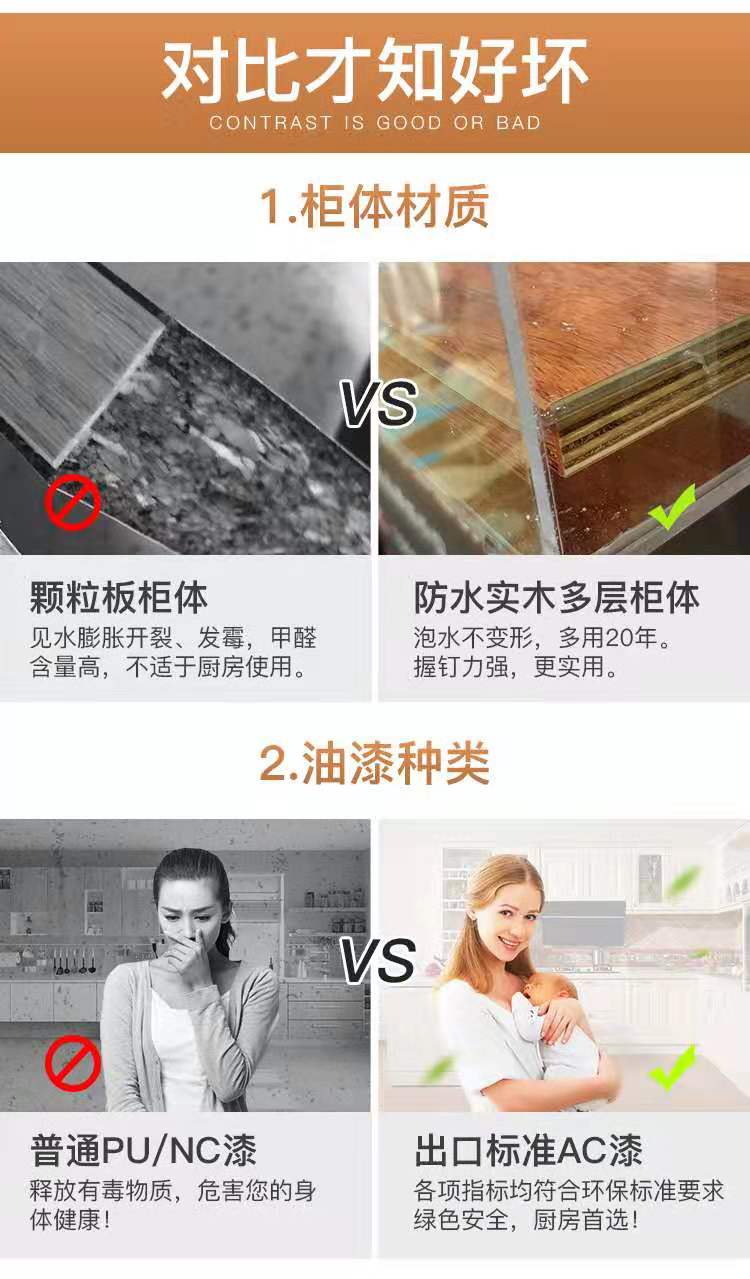 对比才知好坏
CONTRAST IS GOOD OR BAD
1.柜体材质
VS
颗粒板柜体
见水膨胀开裂、发霉，甲醛
含量高，不适于厨房使用。
防水实木多层柜体
泡水不变形，多用20年。
握钉力强，更实用。
2.油漆种类
VS
普通PU/NC漆
释放有毒物质，危害您的身
体健康！
出口标准AC漆
各项指标均符合环保标准要求
绿色安全，厨房首选！